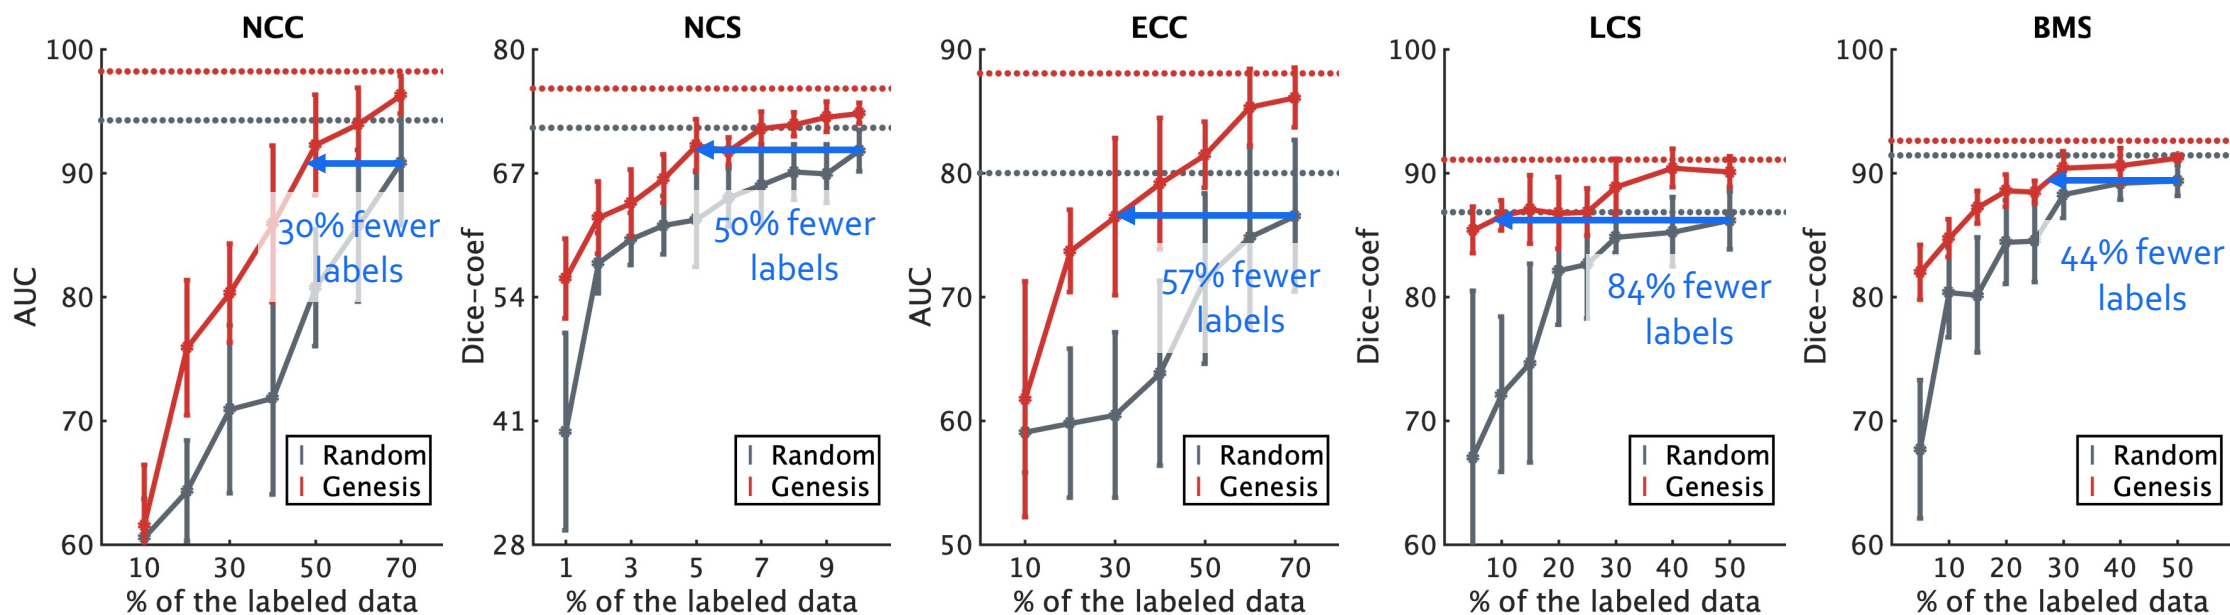 NCC
100
90
80
70
60
AUC
30% fewer
labels
Random
Genesis
10 30 50 70
% of the labeled data
NCS
80
67
54
41
28
Dice-coef
50% fewer
labels
Random
Genesis
1 3 5 7 9
% of the labeled data
ECC
90
80
70
60
50
AUC
57% fewer
labels
Random
Genesis
10 30 50 70
% of the labeled data
LCS
100
90
80
70
60
Dice-coef
84% fewer
labels
Random
Genesis
10 20 30 40 50
% of the labeled data
BMS
100
90
80
70
60
Dice-coef
44% fewer
labels
Random
Genesis
10 20 30 40 50
% of the labeled data